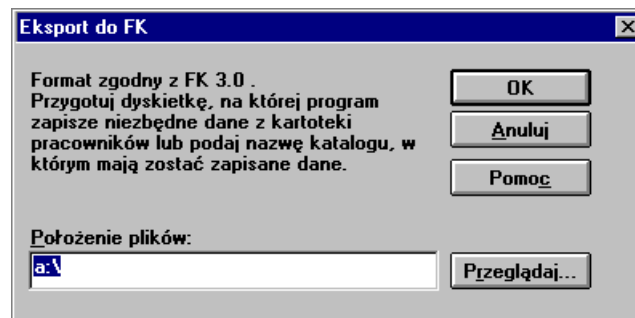 Eksport do FK
Format zgodny z FK 3.0 .
Przygotuj dyskietkę, na której program
zapisze niezbędne dane z kartoteki
pracowników lub podaj nazwę katalogu, w
którym mają zostać zapisane dane.
OK
Anuluj
Pomoc
Położenie plików:
a:\
Przeglądaj...